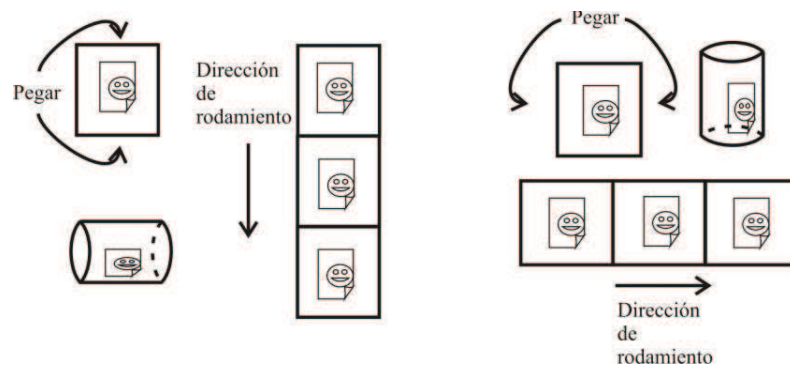 Pegar
Dirección
de
rodamiento
Pegar
Dirección
de
rodamiento